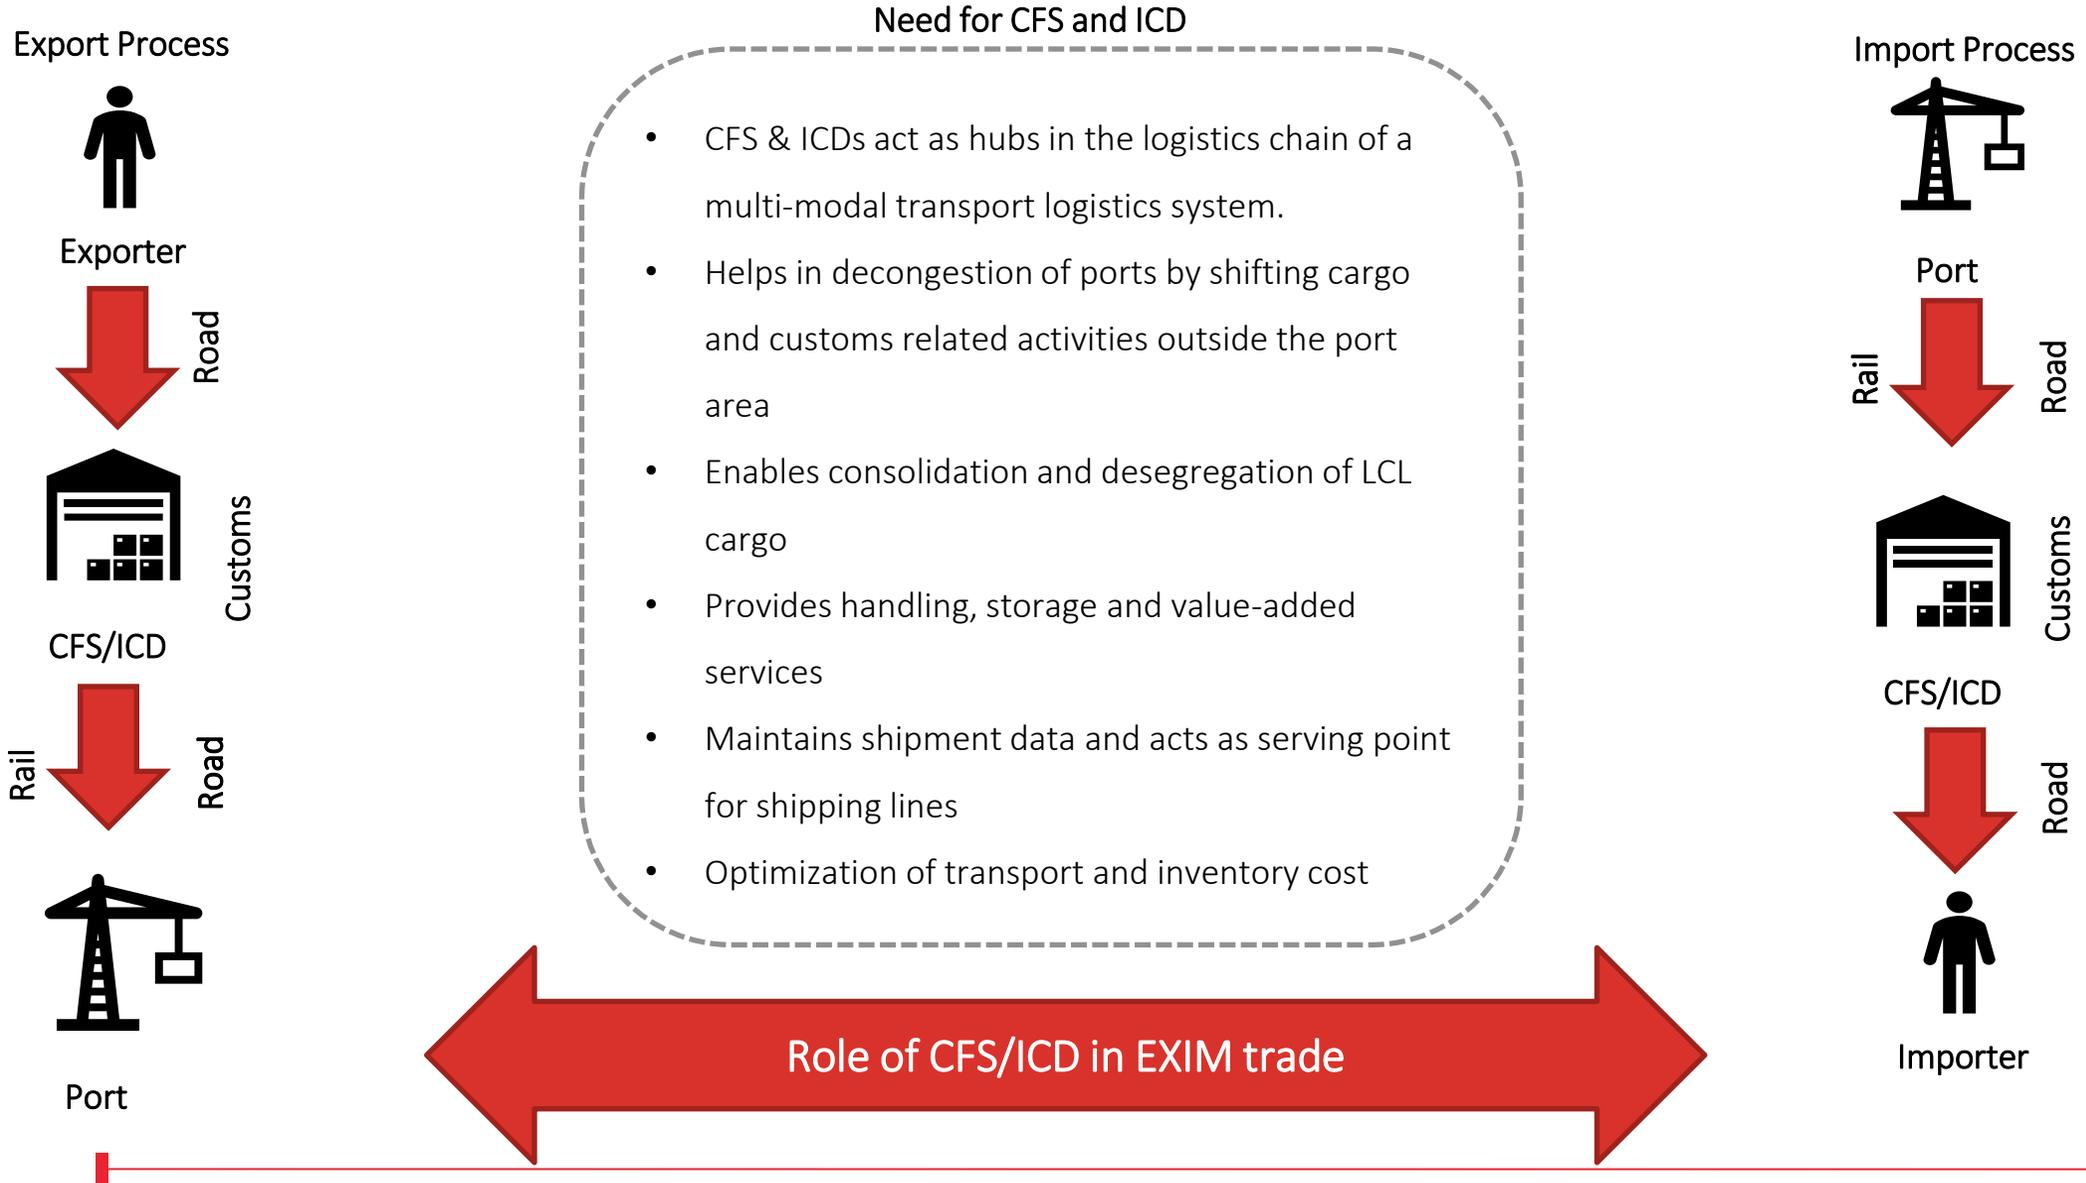 Need for CFS and ICD
Export Process
Exporter
Road
Customs
CFS/ICD
Rail
Road
Port
• CFS & ICDs act as hubs in the logistics chain of a
multi-modal transport logistics system.
• Helps in decongestion of ports by shifting cargo
and customs related activities outside the port
area
• Enables consolidation and desegregation of LCL
cargo
• Provides handling, storage and value-added
services
• Maintains shipment data and acts as serving point
for shipping lines
• Optimization of transport and inventory cost
Role of CFS/ICD in EXIM trade
Import Process
Port
Rail
Road
Customs
CFS/ICD
Road
Importer